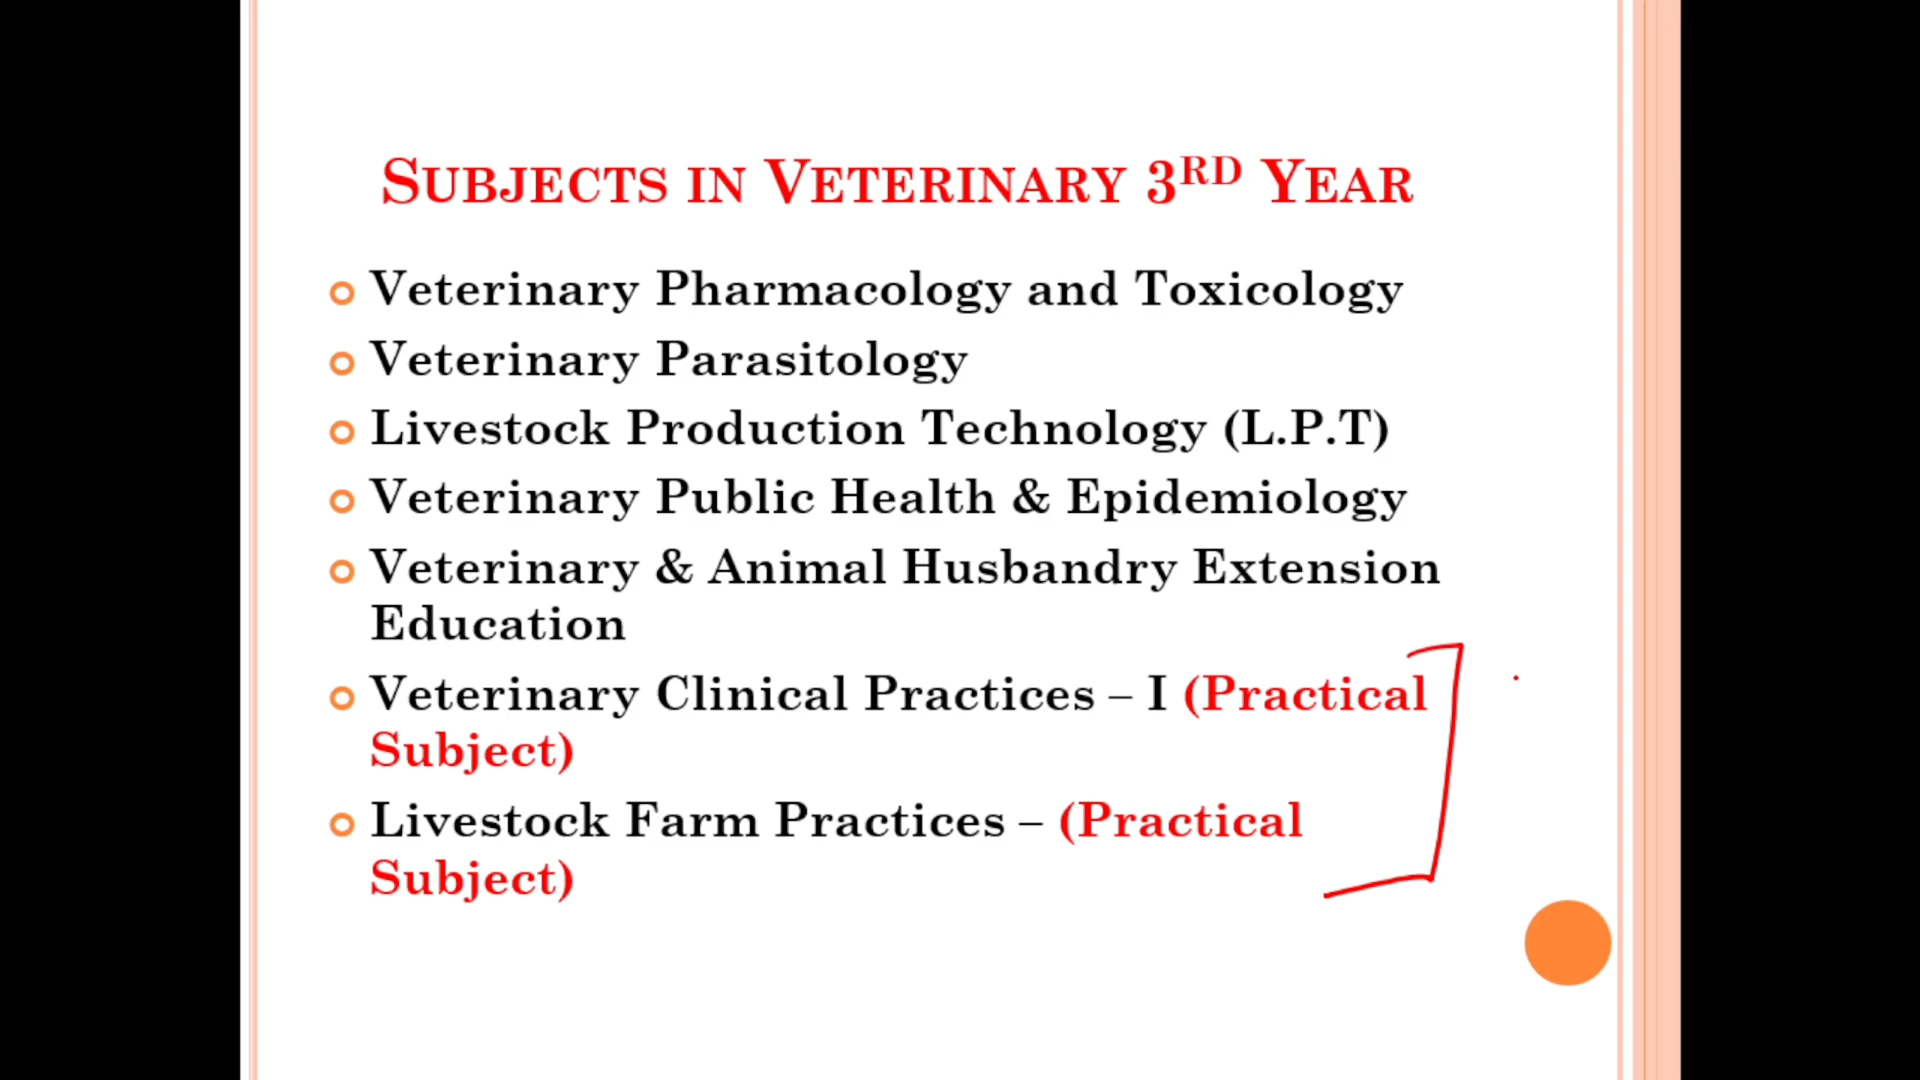 SUBJECTS IN VETERINARY 3RD YEAR
Veterinary Pharmacology and Toxicology
Veterinary Parasitology
Livestock Production Technology (L.P.T)
Veterinary Public Health & Epidemiology
Veterinary & Animal Husbandry Extension
Education
Veterinary Clinical Practices – I (Practical
Subject)
Livestock Farm Practices – (Practical
Subject)